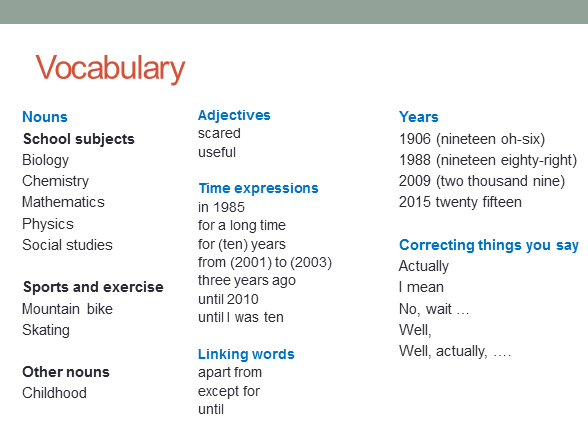 Vocabulary
Nouns
School subjects
Biology
Chemistry
Mathematics
Physics
Social studies
Sports and exercise
Mountain bike
Skating
Other nouns
Childhood
Adjectives
scared
useful
Time expressions
in 1985
for a long time
for (ten) years
from (2001) to (2003)
three years ago
until 2010
until I was ten
Linking words
apart from
except for
until
Years
1906 (nineteen oh-six)
1988 (nineteen eighty-right)
2009 (two thousand nine)
2015 twenty fifteen
Correcting things you say
Actually
I mean
No, wait …
Well,
Well, actually, ….